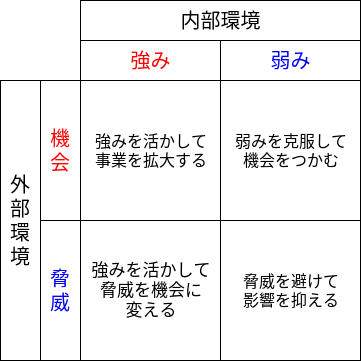 内部環境
強み
弱み
外部環境
機会
強みを活かして
事業を拡大する
弱みを克服して
機会をつかむ
脅威
強みを活かして
脅威を機会に
変える
脅威を避けて
影響を抑える